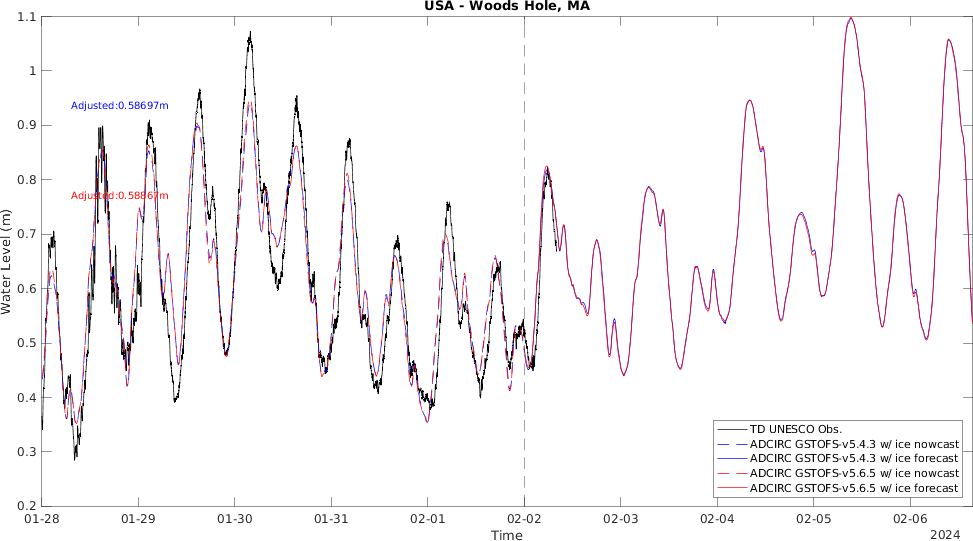 USA - Woods Hole, MA
Water Level (m)
1.1
1
0.9
0.8
0.7
0.6
0.5
0.4
0.3
0.2
Adjusted:0.58697m
Adjusted:0.58867m
TD UNESCO Obs.
ADCIRC GSTOFS-v5.4.3 w/ ice nowcast
ADCIRC GSTOFS-v5.4.3 w/ ice forecast
ADCIRC GSTOFS-v5.6.5 w/ ice nowcast
ADCIRC GSTOFS-v5.6.5 w/ ice forecast
01-28 01-29 01-30 01-31 02-01 02-02 02-03 02-04 02-05 02-06
Time
2024